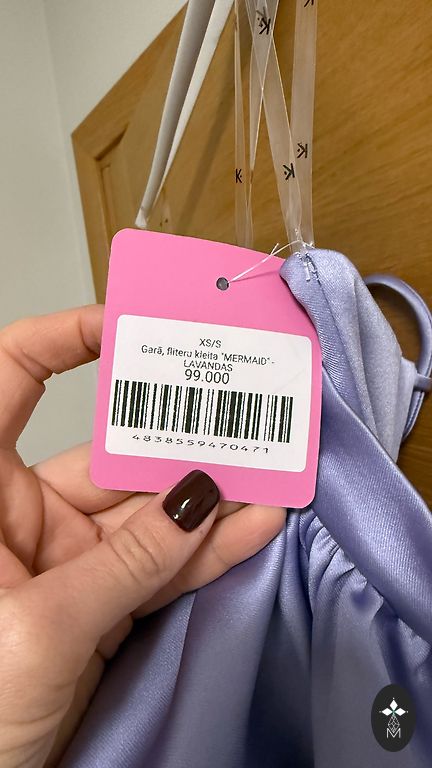 XS/S
Garā, fliteru kleita "MERMAID" -
LAVANDAS
99.000
4838559470471
K
K
K
K
M